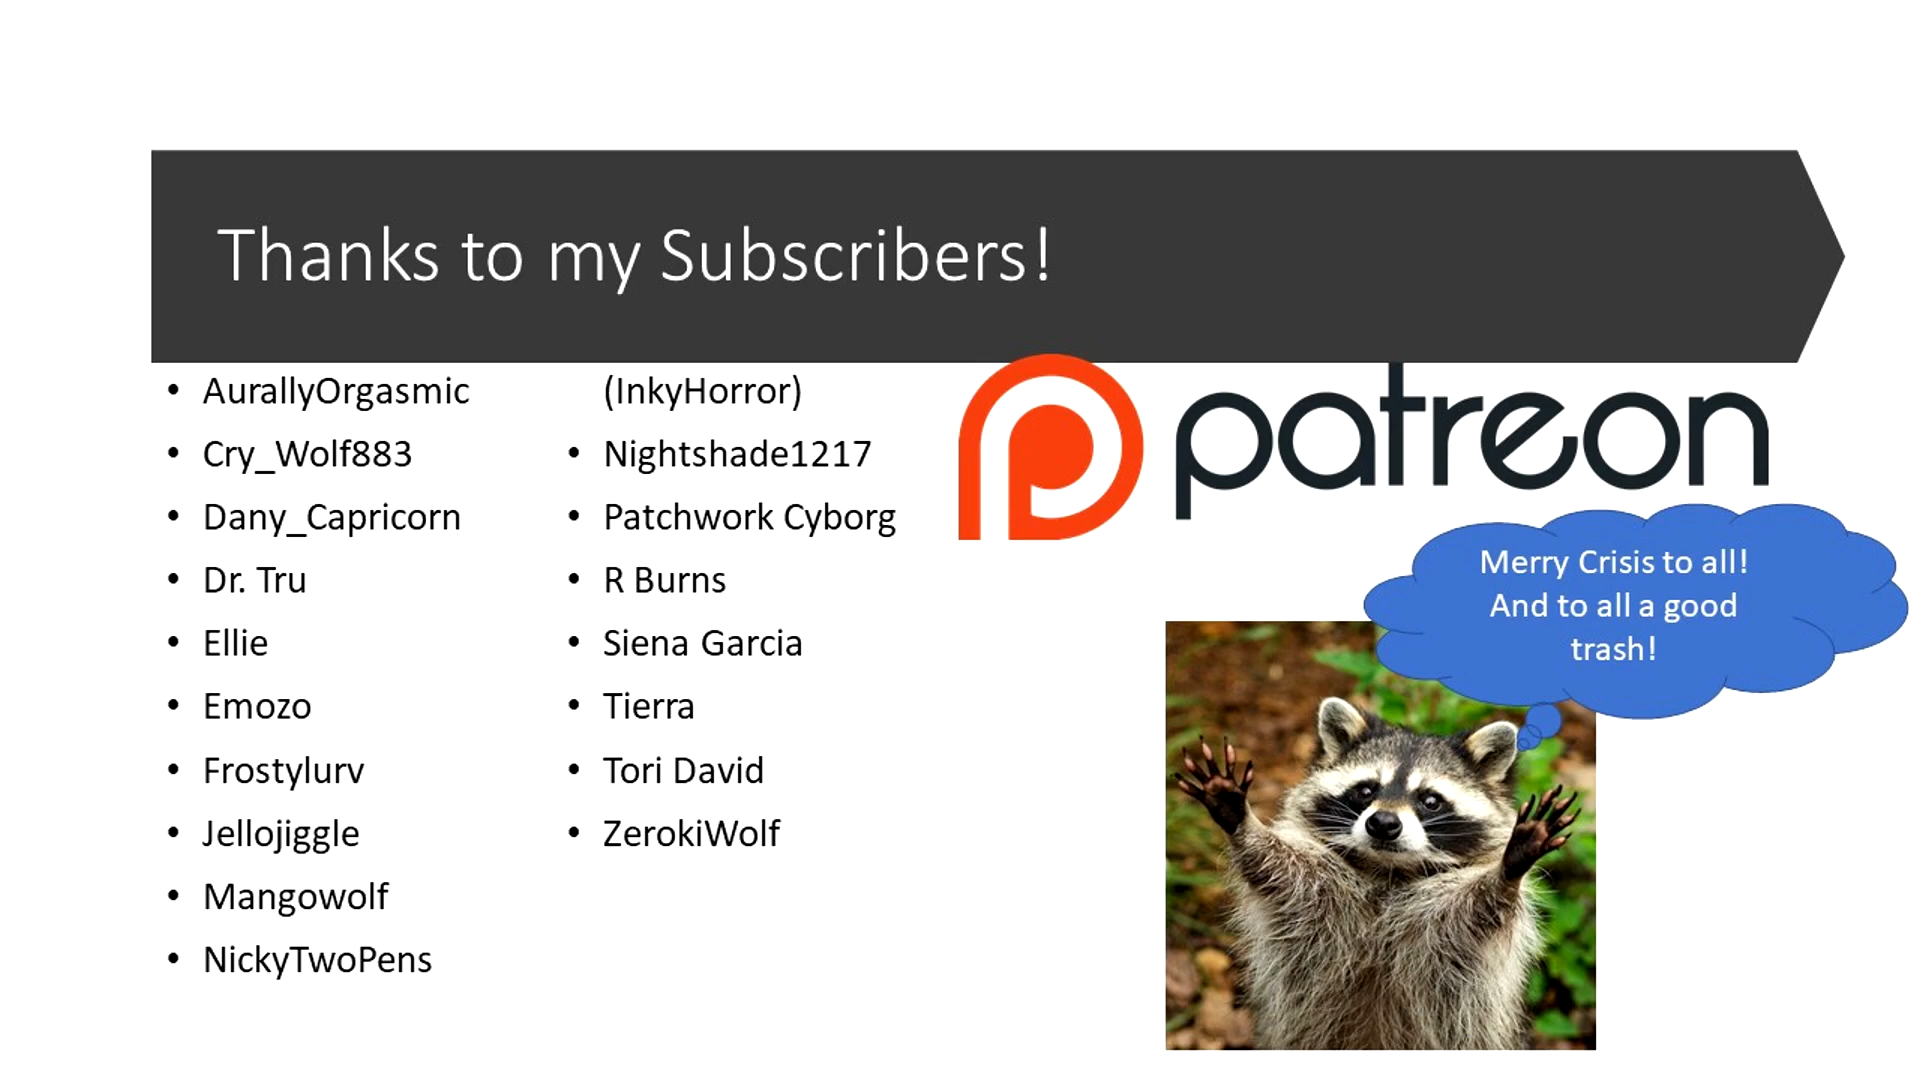 Thanks to my Subscribers!
• AurallyOrgasmic
• Cry_Wolf883
• Dany_Capricorn
• Dr. Tru
• Ellie
• Emozo
• Frostylurv
• Jellojiggle
• Mangowolf
• NickyTwoPens
(InkyHorror)
• Nightshade1217
• Patchwork Cyborg
• R Burns
• Siena Garcia
• Tierra
• Tori David
• ZerokiWolf
patreon
Merry Crisis to all!
And to all a good
trash!